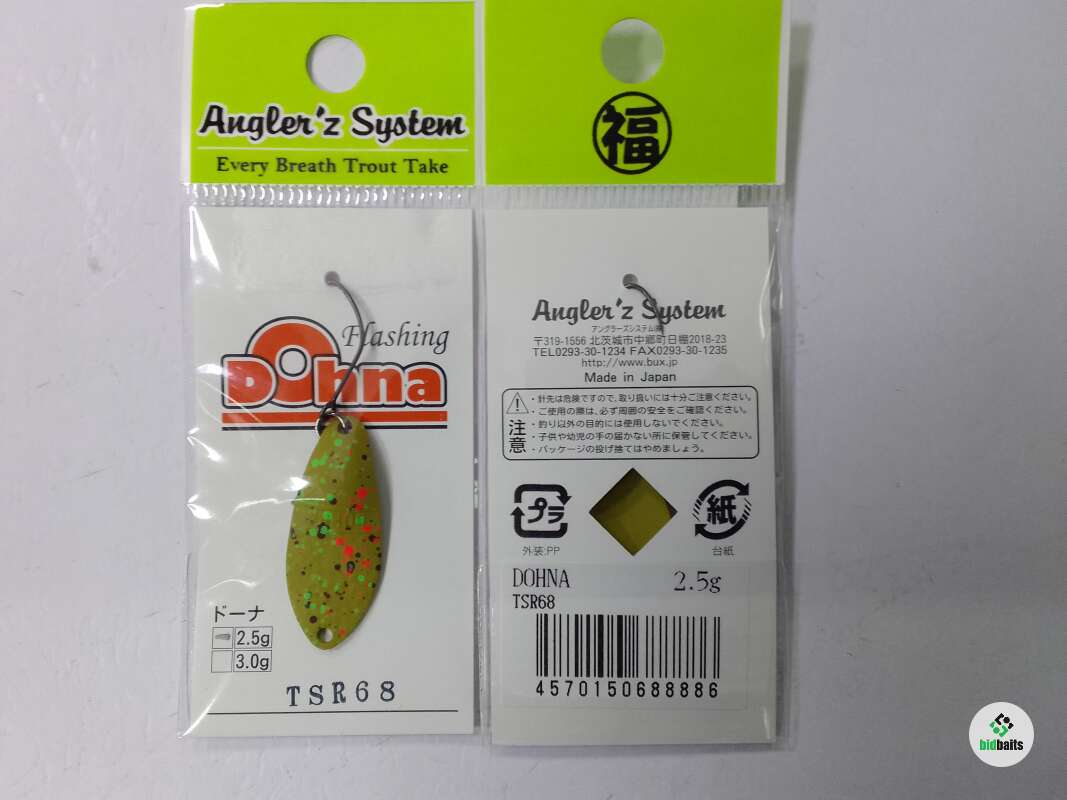 Angler'z System
Every Breath Trout Take
Flashing
Dohna
ドーナ
2.5g
3.0g
TSR68
福
Angler'z System
アングラーズシステム㈱
〒319-1556 北茨城市中郷町日棚2018-23
TEL0293-30-1234 FAX0293-30-1235
http://www.bux.jp
Made in Japan
注意
・針先は危険ですので、取り扱いには十分ご注意ください。
・ご使用の際は、必ず周囲の安全をご確認ください。
・釣り以外の目的には使用しないでください。
・子供や幼児の手の届かない所に保管してください。
・パッケージの投げ捨てはやめましょう。
プラ
外装:PP
紙
台紙
DOHNA 2.5g
TSR68
4570150688886
bidbaits